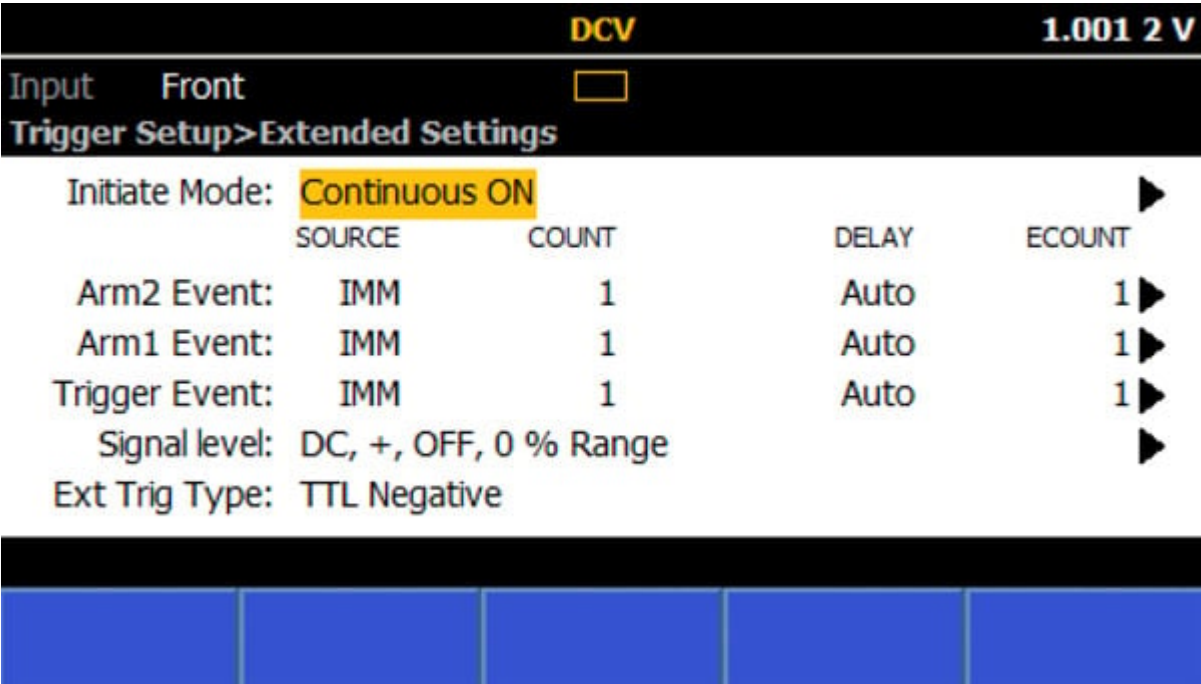 DCV 1.001 2 V
Input Front
Trigger Setup>Extended Settings
Initiate Mode: Continuous ON
SOURCE COUNT DELAY ECOUNT
Arm2 Event: IMM 1 Auto 1
Arm1 Event: IMM 1 Auto 1
Trigger Event: IMM 1 Auto 1
Signal level: DC, +, OFF, 0 % Range
Ext Trig Type: TTL Negative